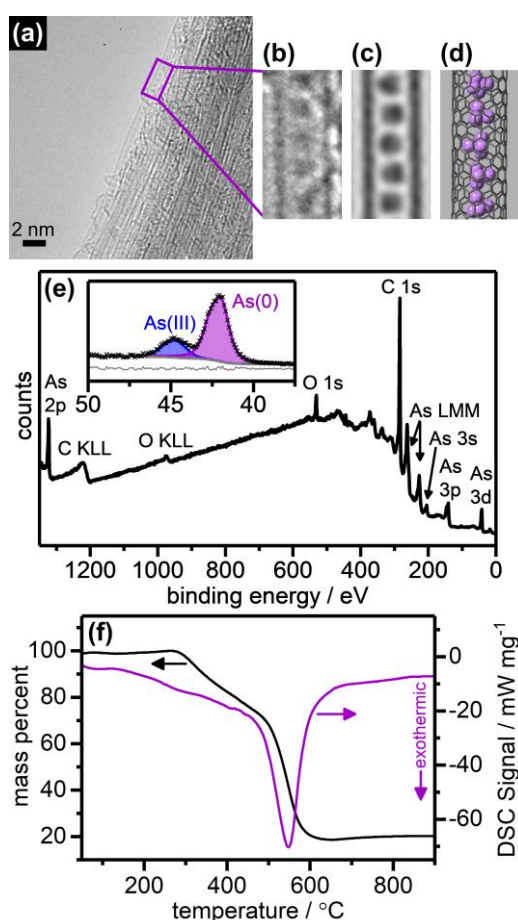 (a)
(b)
(c)
(d)
2 nm
(e)
As(0)
As(III)
50
45
40
C 1s
As
2p
C KLL
O KLL
O 1s
As LMM
As 3s
As
3p
As
3d
counts
1200
1000
800
600
400
200
0
binding energy / eV
(f)
100
80
60
40
20
mass percent
0
-20
-40
-60
DSC Signal / mW mg⁻¹
exothermic
200
400
600
800
temperature / °C